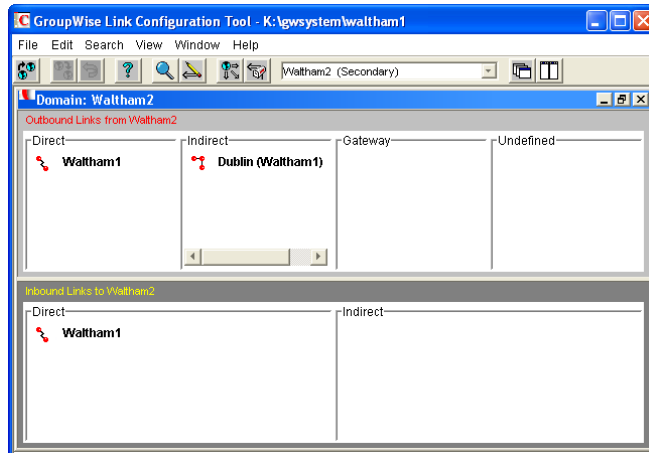 GroupWise Link Configuration Tool - K:\gwsystem\waltham1
File Edit Search View Window Help
Waltham2 (Secondary)
Domain: Waltham2
Outbound Links from Waltham2
Direct Indirect Gateway Undefined
Waltham1 Dublin (Waltham1)
Inbound Links to Waltham2
Direct Indirect
Waltham1